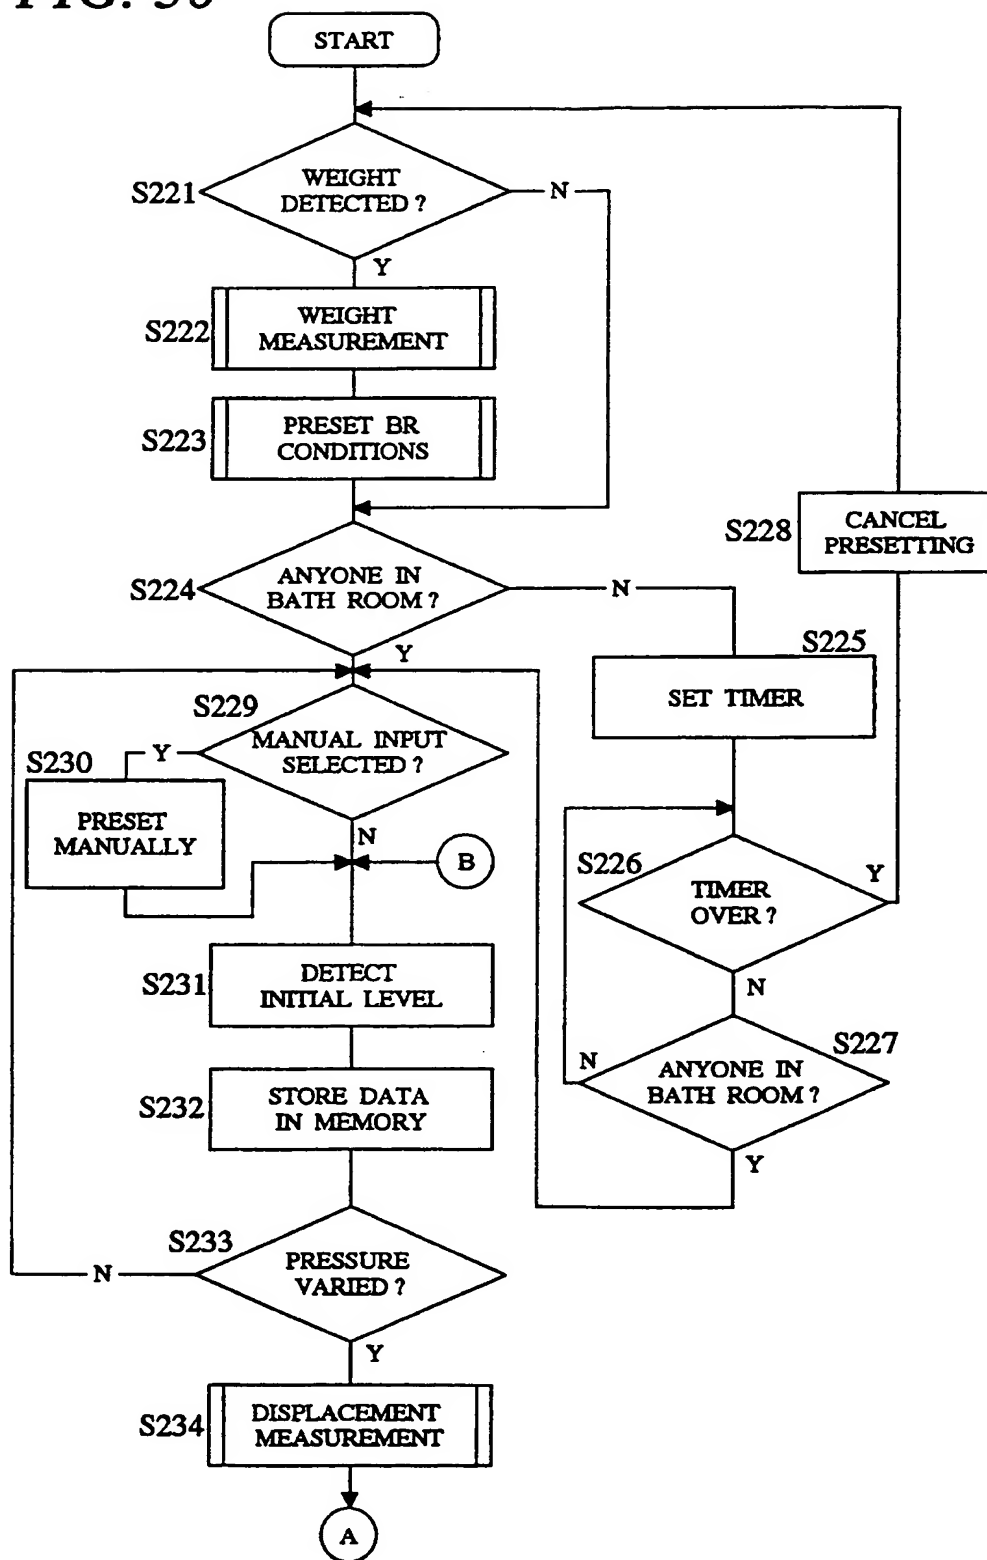 START
S221
WEIGHT
DETECTED ?
N
Y
S222
WEIGHT
MEASUREMENT
S223
PRESET BR
CONDITIONS
S228
CANCEL
PRESETTING
S224
ANYONE IN
BATH ROOM ?
N
Y
S225
SET TIMER
S229
MANUAL INPUT
SELECTED ?
Y
N
S230
PRESET
MANUALLY
B
S226
TIMER
OVER ?
Y
N
S231
DETECT
INITIAL LEVEL
S227
ANYONE IN
BATH ROOM ?
N
Y
S232
STORE DATA
IN MEMORY
S233
PRESSURE
VARIED ?
N
Y
S234
DISPLACEMENT
MEASUREMENT
A